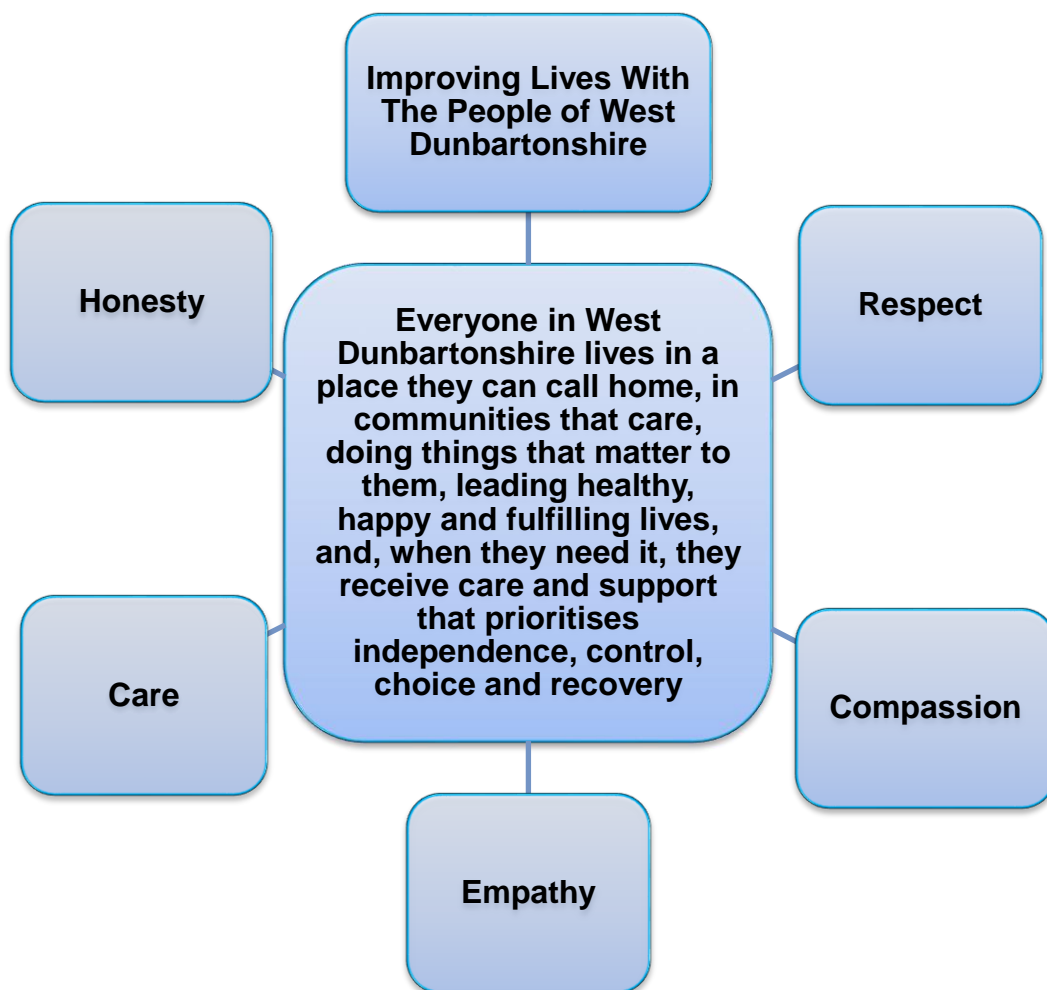 Improving Lives With
The People of West
Dunbartonshire
Honesty
Respect
Everyone in West
Dunbartonshire lives in a
place they can call home, in
communities that care,
doing things that matter to
them, leading healthy,
happy and fulfilling lives,
and, when they need it, they
receive care and support
that prioritises
independence, control,
choice and recovery
Care
Compassion
Empathy